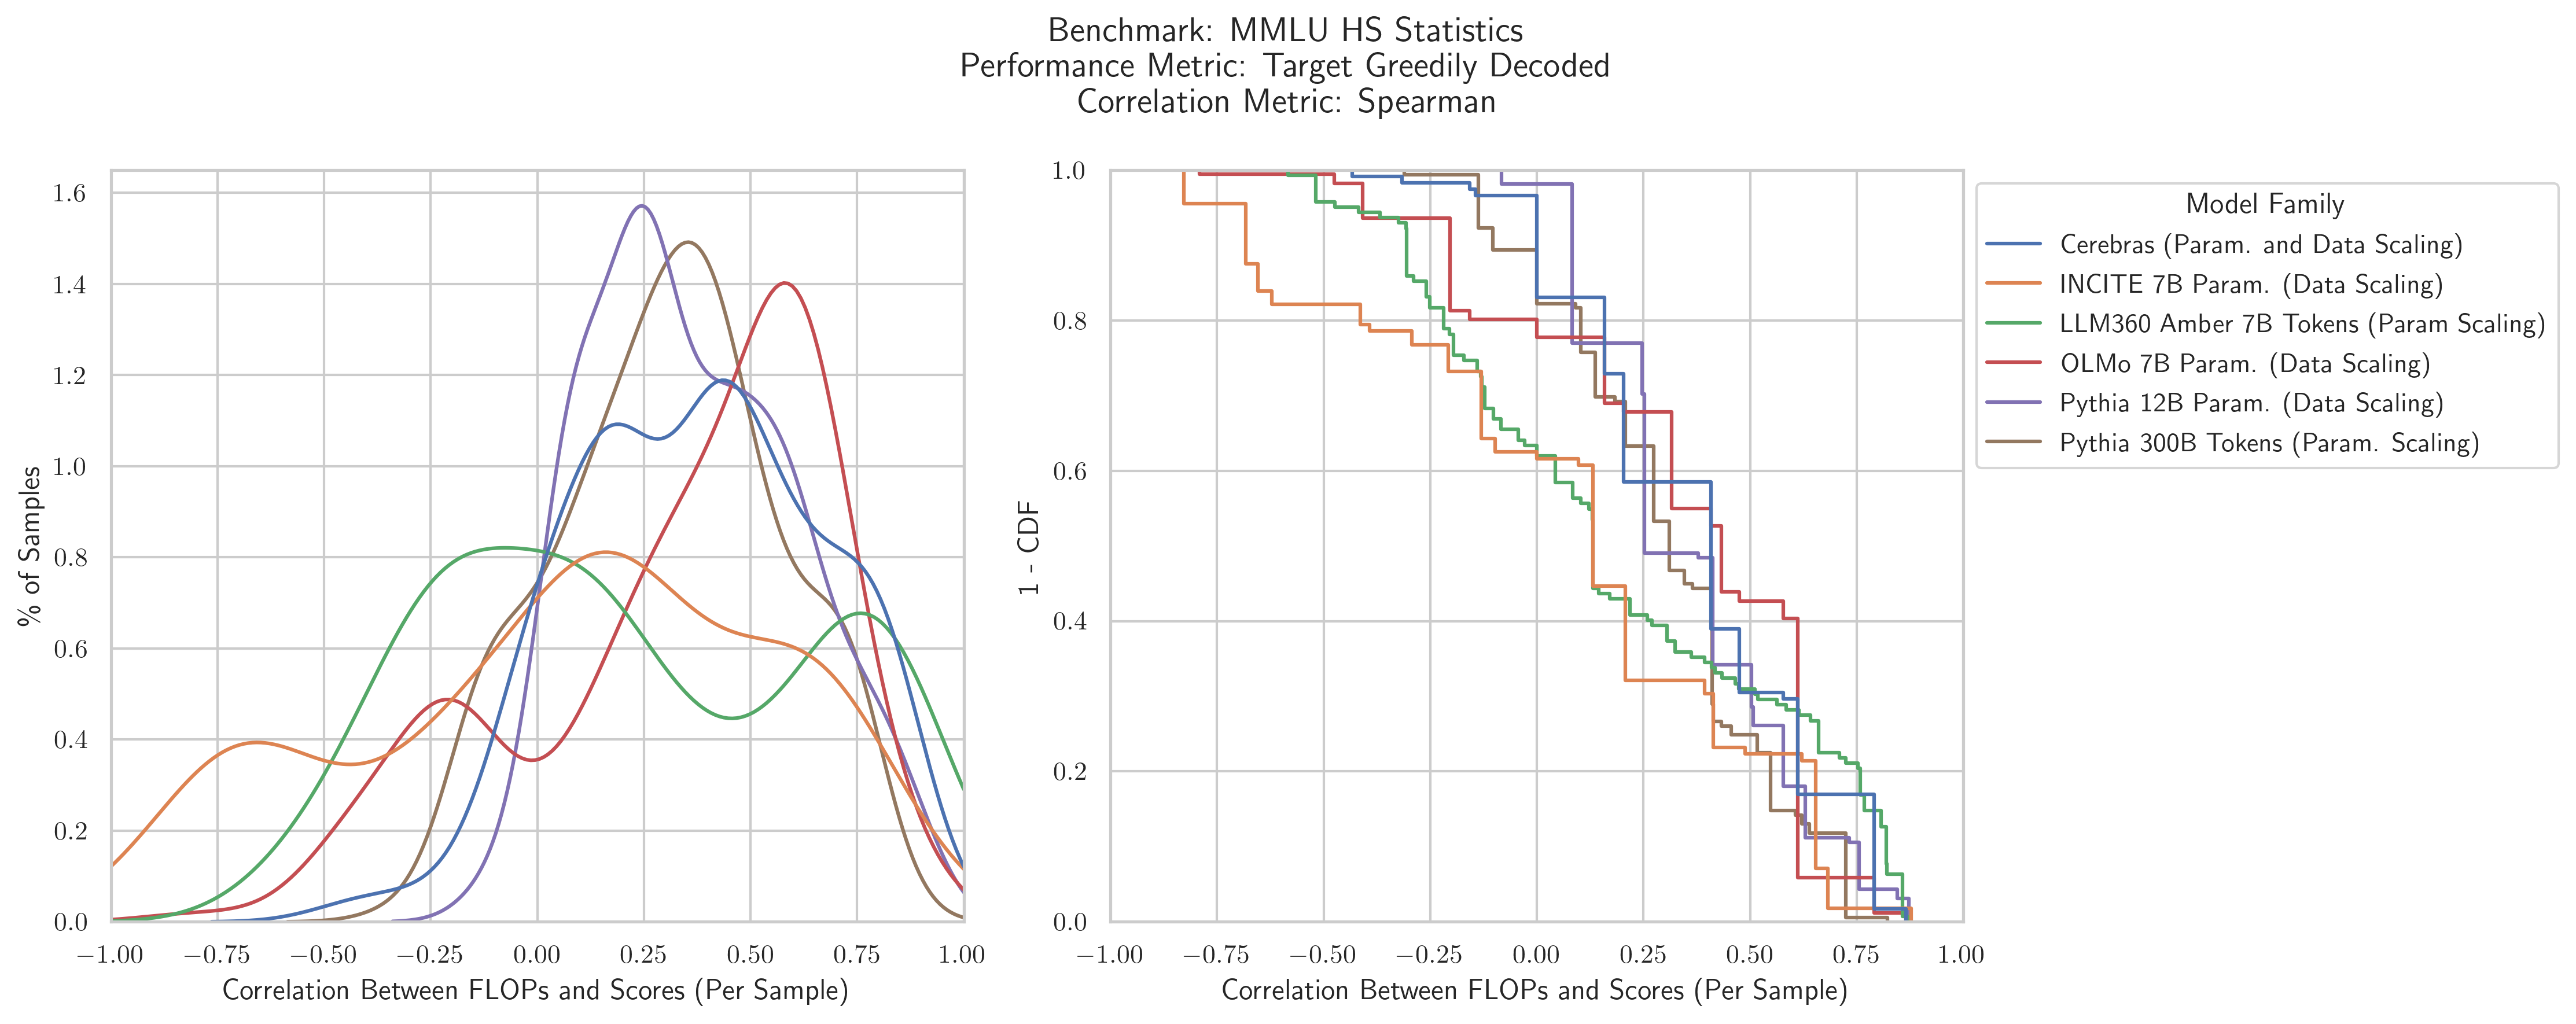 Benchmark: MMLU HS Statistics
Performance Metric: Target Greedily Decoded
Correlation Metric: Spearman
% of Samples
1.6
1.4
1.2
1.0
0.8
0.6
0.4
0.2
0.0
−1.00 −0.75 −0.50 −0.25 0.00 0.25 0.50 0.75 1.00
Correlation Between FLOPs and Scores (Per Sample)
1 - CDF
1.0
0.8
0.6
0.4
0.2
0.0
−1.00 −0.75 −0.50 −0.25 0.00 0.25 0.50 0.75 1.00
Correlation Between FLOPs and Scores (Per Sample)
Model Family
Cerebras (Param. and Data Scaling)
INCITE 7B Param. (Data Scaling)
LLM360 Amber 7B Tokens (Param Scaling)
OLMo 7B Param. (Data Scaling)
Pythia 12B Param. (Data Scaling)
Pythia 300B Tokens (Param. Scaling)